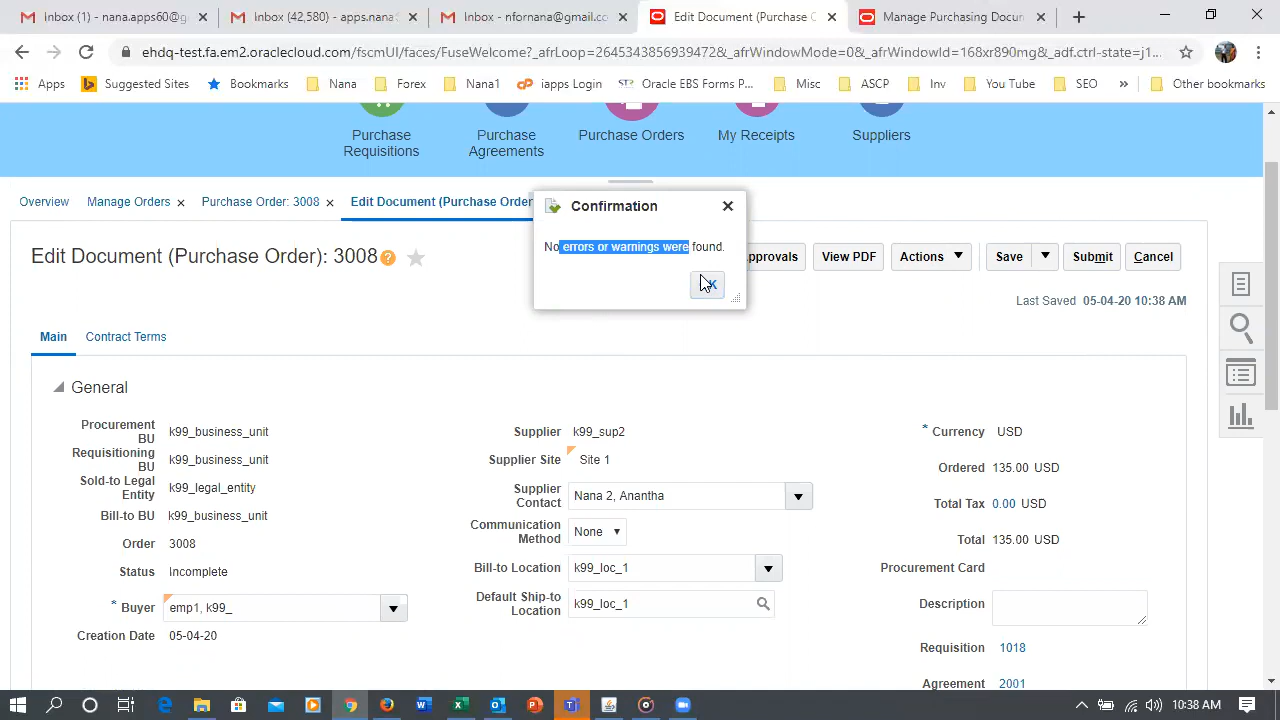 Inbox (1) - nana.apps08@g
Inbox (42,580) - apps.nana
Inbox - nfornana@gmail.co
Edit Document (Purchase O
Manage Purchasing Docu
ehdq-test.fa.em2.oraclecloud.com/fscmUI/faces/FuseWelcome?_afrLoop=2645343856939472&_afrWindowMode=0&_afrWindowId=168xr890mg&_adf.ctrl-state=j1...
Apps
Suggested Sites
Bookmarks
Nana
Forex
Nana1
iapps Login
Oracle EBS Forms P...
Misc
ASCP
Inv
You Tube
SEO
»
Other bookmarks
Purchase Requisitions
Purchase Agreements
Purchase Orders
My Receipts
Suppliers
Overview
Manage Orders
Purchase Order: 3008
Edit Document (Purchase Order
Confirmation
No errors or warnings were found.
Edit Document (Purchase Order): 3008
View PDF
Actions
Save
Submit
Cancel
Last Saved 05-04-20 10:38 AM
Main
Contract Terms
General
Procurement BU k99_business_unit
Requisitioning BU k99_business_unit
Sold-to Legal Entity k99_legal_entity
Bill-to BU k99_business_unit
Order 3008
Status Incomplete
* Buyer emp1, k99_
Creation Date 05-04-20
Supplier k99_sup2
Supplier Site Site 1
Supplier Contact Nana 2, Anantha
Communication Method None
Bill-to Location k99_loc_1
Default Ship-to Location k99_loc_1
* Currency USD
Ordered 135.00 USD
Total Tax 0.00 USD
Total 135.00 USD
Procurement Card
Description
Requisition 1018
Agreement 2001
10:38 AM